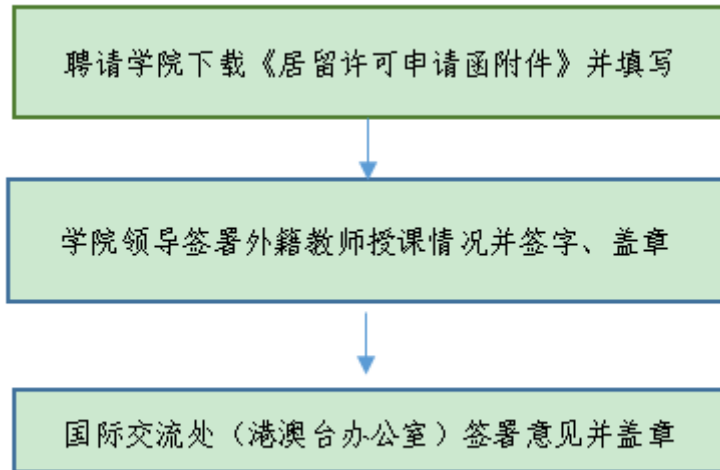 聘请学院下载《居留许可申请函附件》并填写
学院领导签署外籍教师授课情况并签字、盖章
国际交流处（港澳台办公室）签署意见并盖章